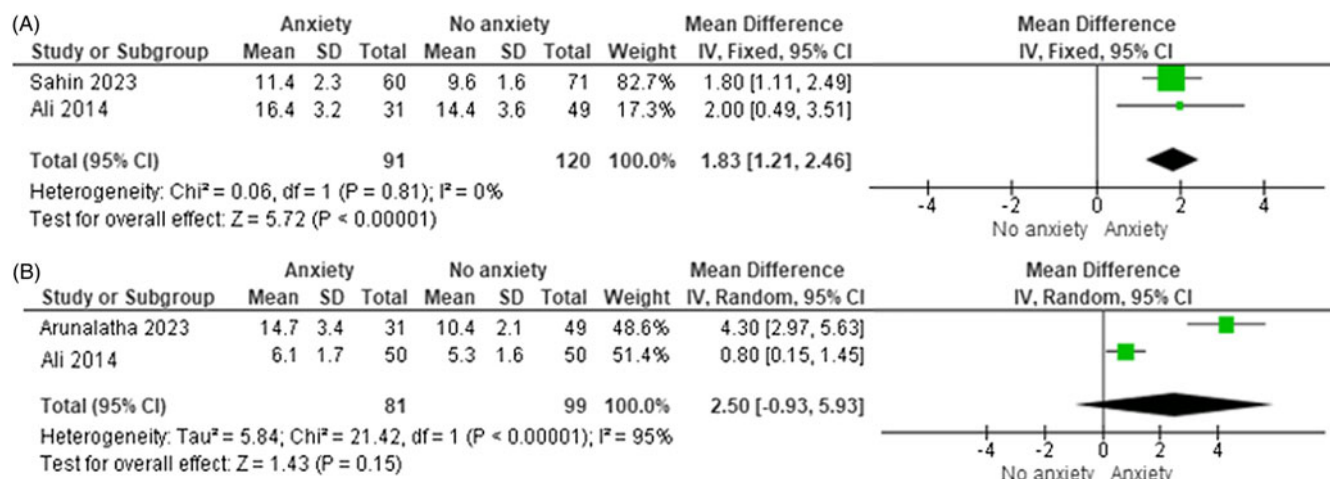 (A) Anxiety No anxiety Mean Difference Mean Difference
Study or Subgroup Mean SD Total Mean SD Total Weight IV, Fixed, 95% CI IV, Fixed, 95% CI
Sahin 2023 11.4 2.3 60 9.6 1.6 71 82.7% 1.80 [1.11, 2.49]
Ali 2014 16.4 3.2 31 14.4 3.6 49 17.3% 2.00 [0.49, 3.51]
Total (95% CI) 91 120 100.0% 1.83 [1.21, 2.46]
Heterogeneity: Chi² = 0.06, df = 1 (P = 0.81); I² = 0%
Test for overall effect: Z = 5.72 (P < 0.00001)
-4 -2 0 2 4
No anxiety Anxiety
(B) Anxiety No anxiety Mean Difference Mean Difference
Study or Subgroup Mean SD Total Mean SD Total Weight IV, Random, 95% CI IV, Random, 95% CI
Arunalatha 2023 14.7 3.4 31 10.4 2.1 49 48.6% 4.30 [2.97, 5.63]
Ali 2014 6.1 1.7 50 5.3 1.6 50 51.4% 0.80 [0.15, 1.45]
Total (95% CI) 81 99 100.0% 2.50 [-0.93, 5.93]
Heterogeneity: Tau² = 5.84; Chi² = 21.42, df = 1 (P < 0.00001); I² = 95%
Test for overall effect: Z = 1.43 (P = 0.15)
-4 -2 0 2 4
No anxiety Anxiety